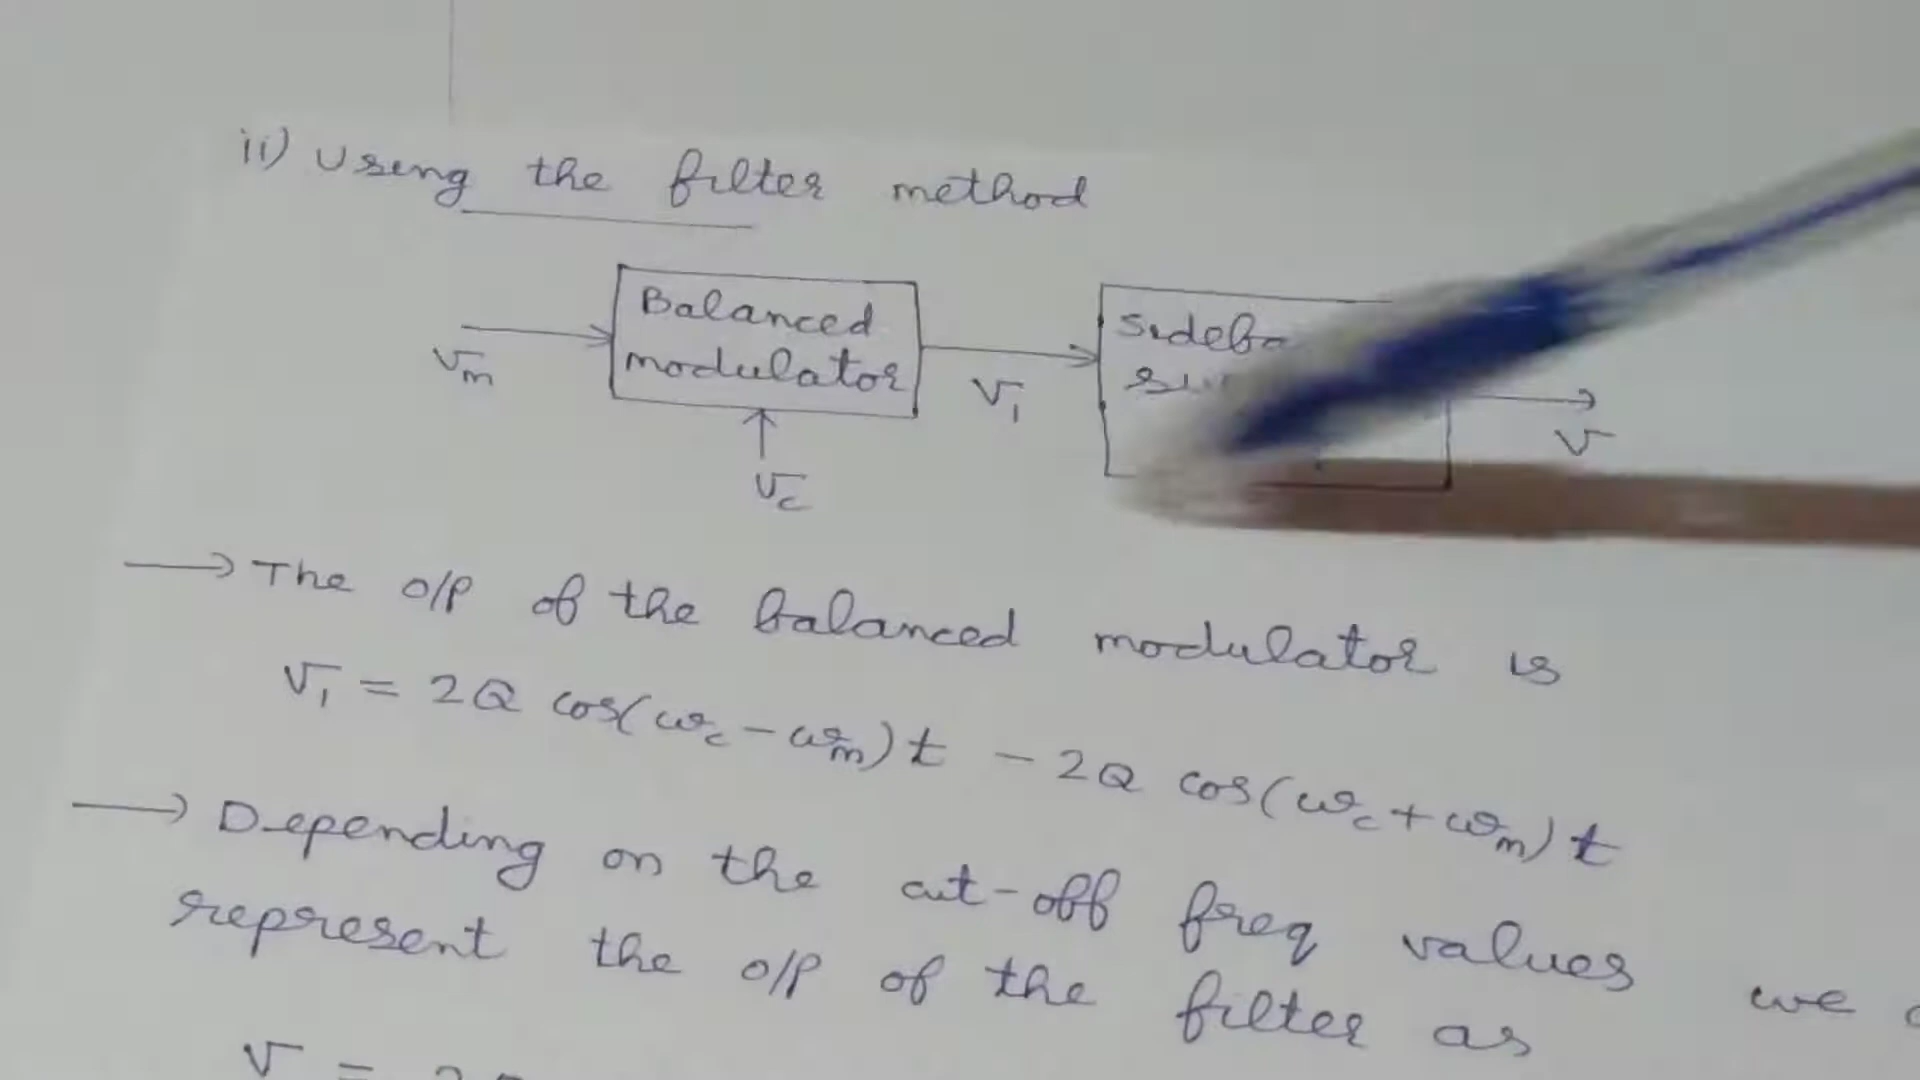 ii) Using the filter method
Balanced
modulator
Vm
V1
Vc
V
→ The o/p of the balanced modulator is
V1 = 2Q cos(ωc - ωm)t - 2Q cos(ωc + ωm)t
→ Depending on the cut-off freq values we
represent the o/p of the filter as
V =